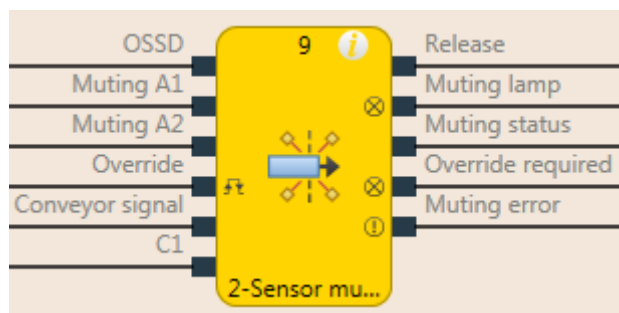 OSSD
9
i
Release
Muting A1
Muting lamp
Muting A2
Muting status
Override
Override required
Conveyor signal
Muting error
C1
2-Sensor mu...